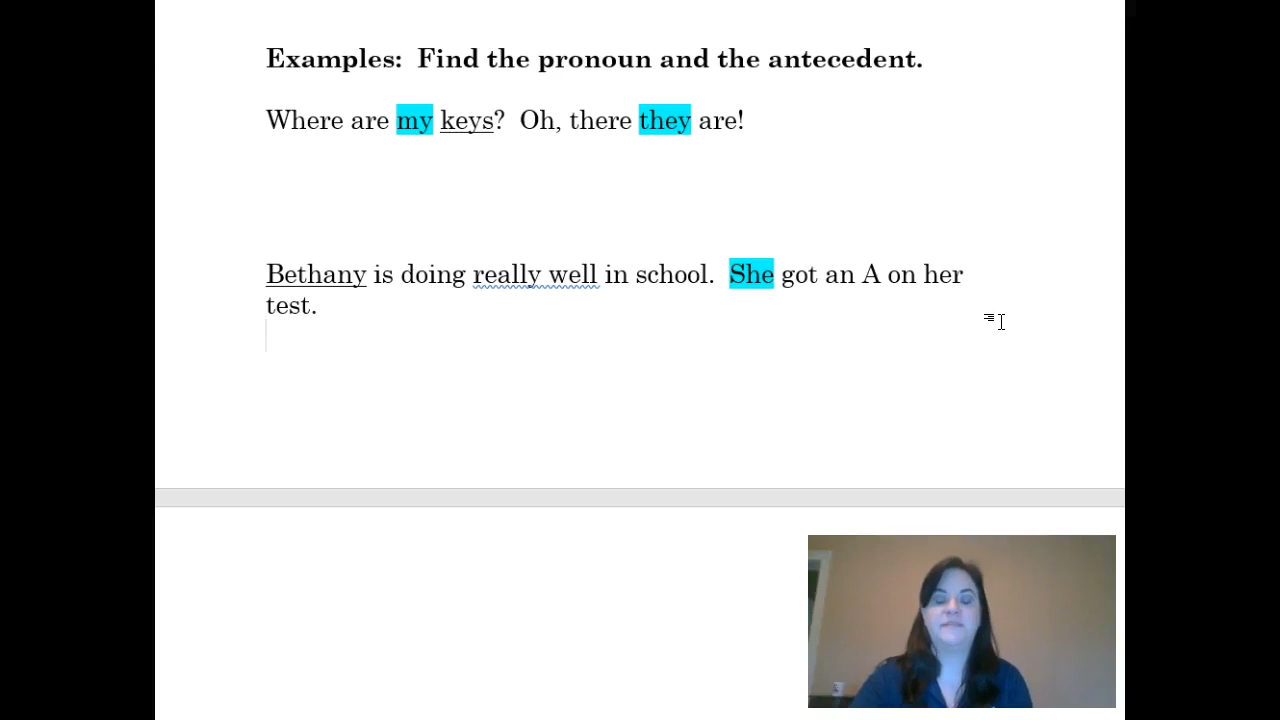 Examples:  Find the pronoun and the antecedent.
Where are my keys?  Oh, there they are!
Bethany is doing really well in school.  She got an A on her
test.